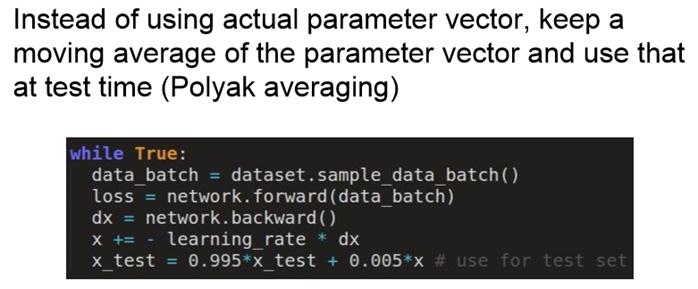 Instead of using actual parameter vector, keep a
moving average of the parameter vector and use that
at test time (Polyak averaging)
while True:
data_batch = dataset.sample_data_batch()
loss = network.forward(data_batch)
dx = network.backward()
x += - learning_rate * dx
x_test = 0.995*x_test + 0.005*x # use for test set